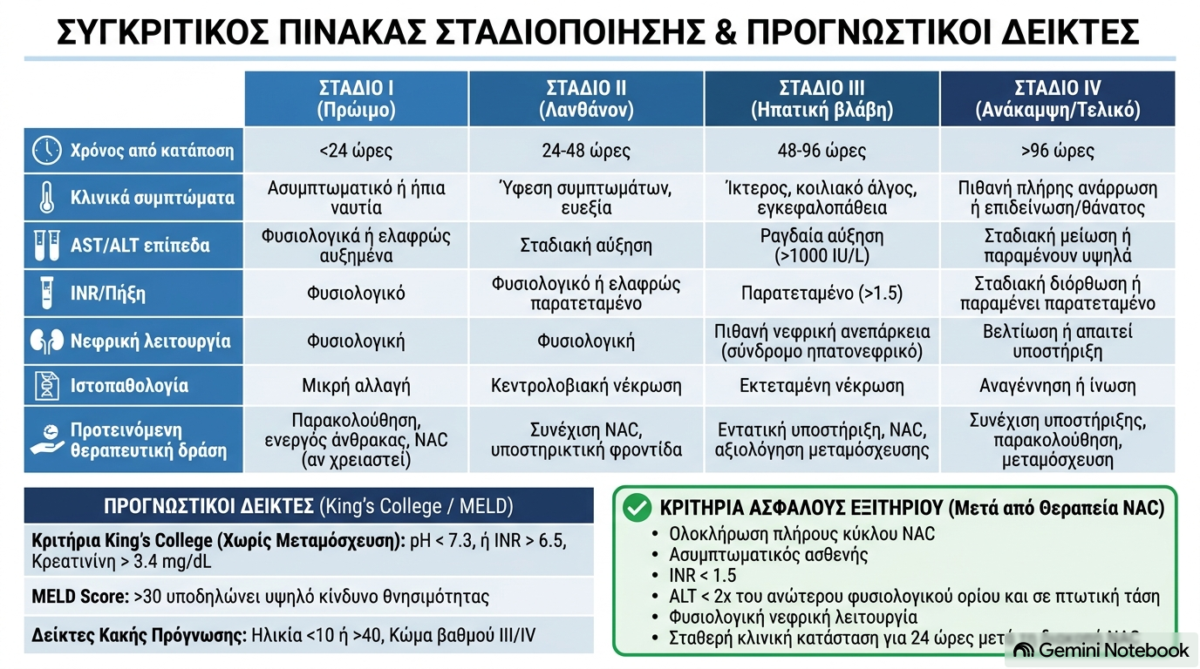 ΣΥΓΚΡΙΤΙΚΟΣ ΠΙΝΑΚΑΣ ΣΤΑΔΙΟΠΟΙΗΣΗΣ & ΠΡΟΓΝΩΣΤΙΚΟΙ ΔΕΙΚΤΕΣ
ΣΤΑΔΙΟ I
(Πρώιμο)
ΣΤΑΔΙΟ II
(Λανθάνον)
ΣΤΑΔΙΟ III
(Ηπατική βλάβη)
ΣΤΑΔΙΟ IV
(Ανάκαμψη/Τελικό)
Χρόνος από κατάποση
<24 ώρες
24-48 ώρες
48-96 ώρες
>96 ώρες
Κλινικά συμπτώματα
Ασυμπτωματικό ή ήπια
ναυτία
Ύφεση συμπτωμάτων,
ευεξία
Ίκτερος, κοιλιακό άλγος,
εγκεφαλοπάθεια
Πιθανή πλήρης ανάρρωση
ή επιδείνωση/θάνατος
AST/ALT επίπεδα
Φυσιολογικά ή ελαφρώς
αυξημένα
Σταδιακή αύξηση
Ραγδαία αύξηση
(>1000 IU/L)
Σταδιακή μείωση ή
παραμένουν υψηλά
INR/Πήξη
Φυσιολογικό
Φυσιολογικό ή ελαφρώς
παρατεταμένο
Παρατεταμένο (>1.5)
Σταδιακή διόρθωση ή
παραμένει παρατεταμένο
Νεφρική λειτουργία
Φυσιολογική
Φυσιολογική
Πιθανή νεφρική ανεπάρκεια
(σύνδρομο ηπατονεφρικό)
Βελτίωση ή απαιτεί
υποστήριξη
Ιστοπαθολογία
Μικρή αλλαγή
Κεντρολοβιακή νέκρωση
Εκτεταμένη νέκρωση
Αναγέννηση ή ίνωση
Προτεινόμενη
θεραπευτική δράση
Παρακολούθηση,
ενεργός άνθρακας, NAC
(αν χρειαστεί)
Συνέχιση NAC,
υποστηρικτική φροντίδα
Εντατική υποστήριξη, NAC,
αξιολόγηση μεταμόσχευσης
Συνέχιση υποστήριξης,
παρακολούθηση,
μεταμόσχευση
ΠΡΟΓΝΩΣΤΙΚΟΙ ΔΕΙΚΤΕΣ (King's College / MELD)
Κριτήρια King's College (Χωρίς Μεταμόσχευση): pH < 7.3, ή INR > 6.5,
Κρεατινίνη > 3.4 mg/dL
MELD Score: >30 υποδηλώνει υψηλό κίνδυνο θνησιμότητας
Δείκτες Κακής Πρόγνωσης: Ηλικία <10 ή >40, Κώμα βαθμού III/IV
ΚΡΙΤΗΡΙΑ ΑΣΦΑΛΟΥΣ ΕΞΙΤΗΡΙΟΥ (Μετά από Θεραπεία NAC)
• Ολοκλήρωση πλήρους κύκλου NAC
• Ασυμπτωματικός ασθενής
• INR < 1.5
• ALT < 2x του ανώτερου φυσιολογικού ορίου και σε πτωτική τάση
• Φυσιολογική νεφρική λειτουργία
• Σταθερή κλινική κατάσταση για 24 ώρες μετά
Gemini Notebook